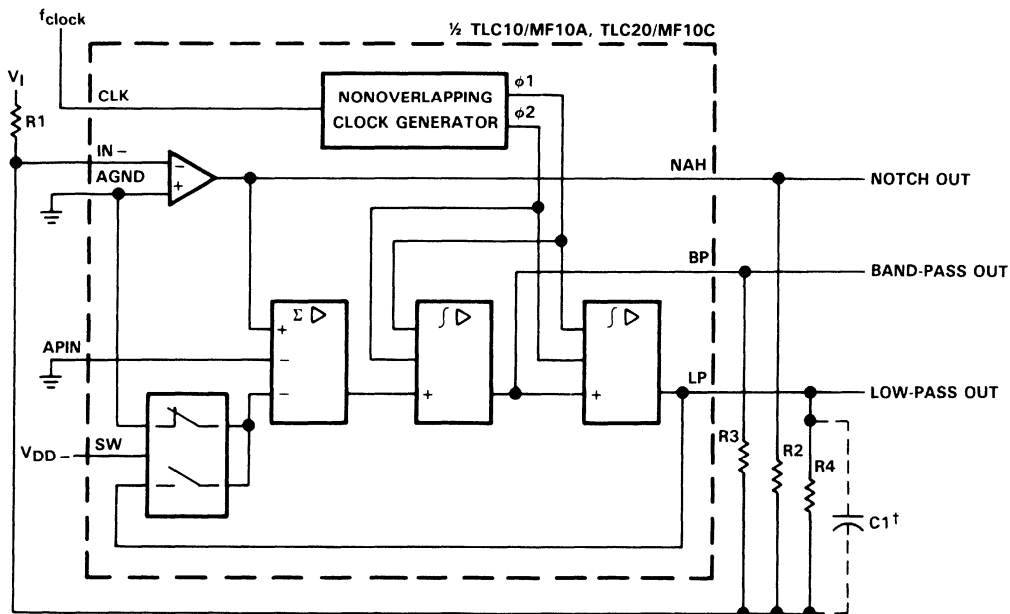 fclock
½ TLC10/MF10A, TLC20/MF10C
VI
R1
CLK
NONOVERLAPPING
CLOCK GENERATOR
ϕ1
ϕ2
IN –
AGND
–
+
NAH
NOTCH OUT
BP
BAND-PASS OUT
Σ ▷
+
–
–
∫ ▷
+
∫ ▷
+
APIN
LP
LOW-PASS OUT
SW
VDD –
R3
R2
R4
C1†